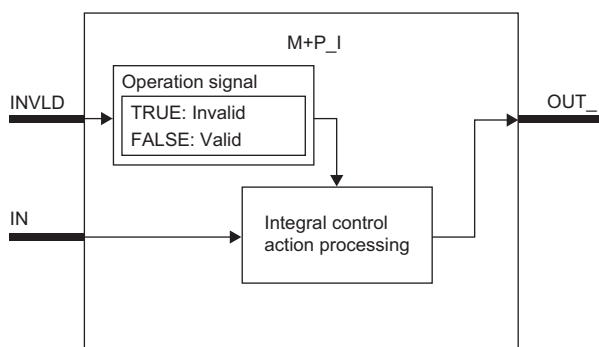 M+P_I
Operation signal
INVLD
TRUE: Invalid
FALSE: Valid
OUT_
IN
Integral control
action processing